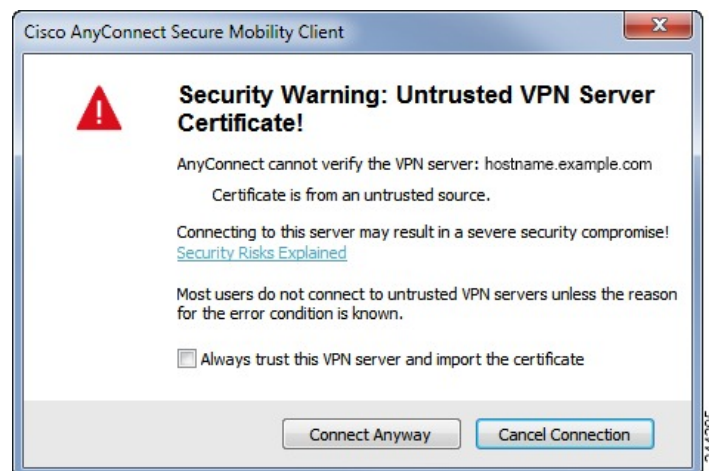 Cisco AnyConnect Secure Mobility Client
Security Warning: Untrusted VPN Server
Certificate!
AnyConnect cannot verify the VPN server: hostname.example.com
Certificate is from an untrusted source.
Connecting to this server may result in a severe security compromise!
Security Risks Explained
Most users do not connect to untrusted VPN servers unless the reason
for the error condition is known.
Always trust this VPN server and import the certificate
Connect Anyway
Cancel Connection